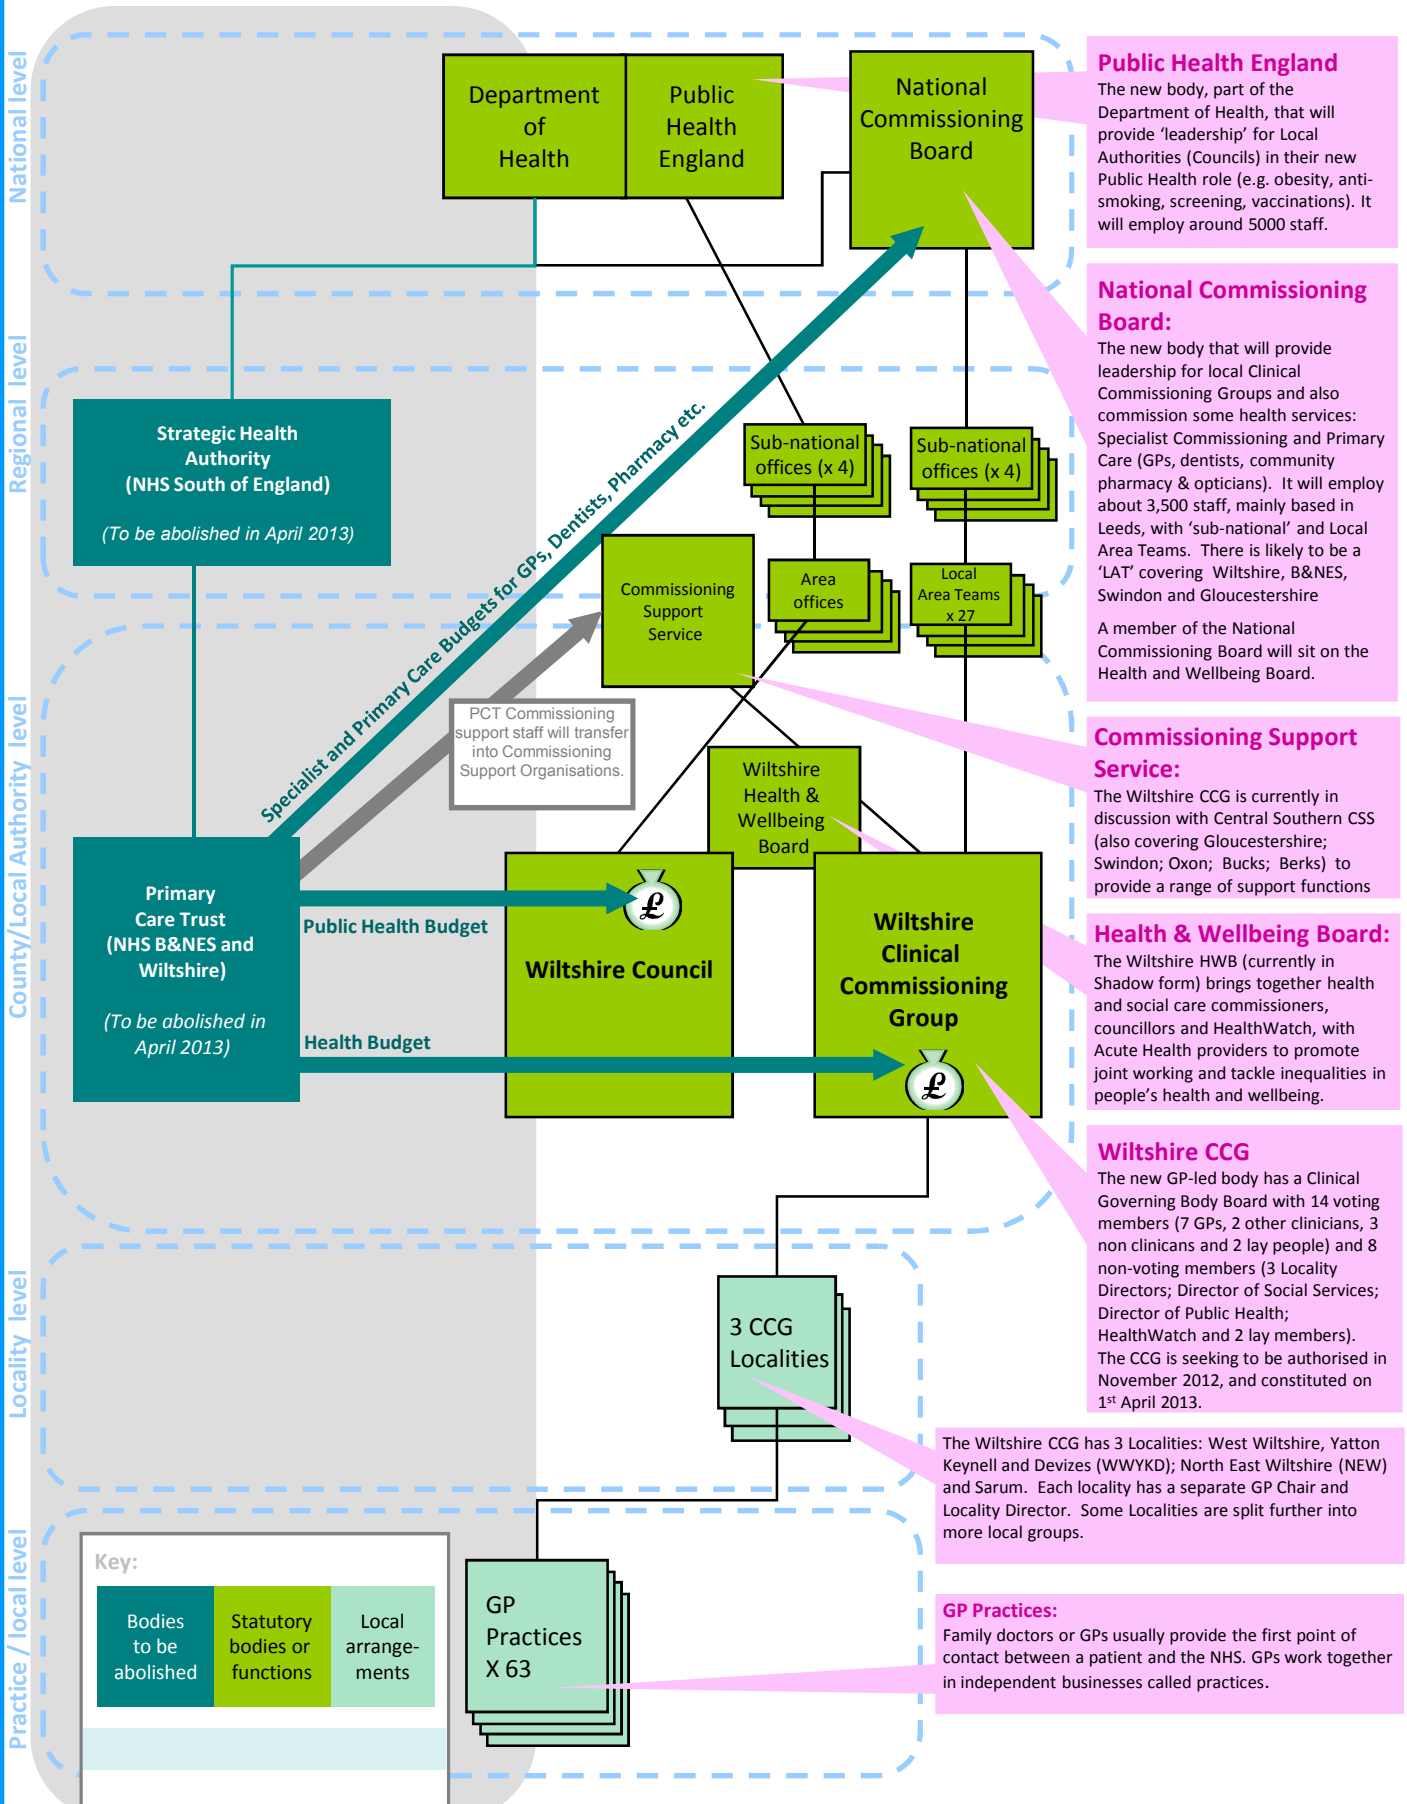 National level
Department
of
Health
Public
Health
England
National
Commissioning
Board
Public Health England
The new body, part of the
Department of Health, that will
provide ‘leadership’ for Local
Authorities (Councils) in their new
Public Health role (e.g. obesity, anti-
smoking, screening, vaccinations). It
will employ around 5000 staff.
National Commissioning
Board:
The new body that will provide
leadership for local Clinical
Commissioning Groups and also
commission some health services:
Specialist Commissioning and Primary
Care (GPs, dentists, community
pharmacy & opticians). It will employ
about 3,500 staff, mainly based in
Leeds, with ‘sub-national’ and Local
Area Teams. There is likely to be a
‘LAT’ covering Wiltshire, B&NES,
Swindon and Gloucestershire
A member of the National
Commissioning Board will sit on the
Health and Wellbeing Board.
Regional level
Strategic Health
Authority
(NHS South of England)
(To be abolished in April 2013)
Sub-national
offices (x 4)
Sub-national
offices (x 4)
Commissioning
Support
Service
Area
offices
Local
Area Teams
x 27
Specialist and Primary Care Budgets for GPs, Dentists, Pharmacy etc.
County/Local Authority level
PCT Commissioning
support staff will transfer
into Commissioning
Support Organisations.
Commissioning Support
Service:
The Wiltshire CCG is currently in
discussion with Central Southern CSS
(also covering Gloucestershire;
Swindon; Oxon; Bucks; Berks) to
provide a range of support functions
Wiltshire
Health &
Wellbeing
Board
Primary
Care Trust
(NHS B&NES and
Wiltshire)
(To be abolished in
April 2013)
Public Health Budget
£
Wiltshire Council
Health Budget
Wiltshire
Clinical
Commissioning
Group
£
Health & Wellbeing Board:
The Wiltshire HWB (currently in
Shadow form) brings together health
and social care commissioners,
councillors and HealthWatch, with
Acute Health providers to promote
joint working and tackle inequalities in
people’s health and wellbeing.
Wiltshire CCG
The new GP-led body has a Clinical
Governing Body Board with 14 voting
members (7 GPs, 2 other clinicians, 3
non clinicans and 2 lay people) and 8
non-voting members (3 Locality
Directors; Director of Social Services;
Director of Public Health;
HealthWatch and 2 lay members).
The CCG is seeking to be authorised in
November 2012, and constituted on
1st April 2013.
Locality level
3 CCG
Localities
The Wiltshire CCG has 3 Localities: West Wiltshire, Yatton
Keynell and Devizes (WWYKD); North East Wiltshire (NEW)
and Sarum. Each locality has a separate GP Chair and
Locality Director. Some Localities are split further into
more local groups.
Practice / local level
Key:
Bodies
to be
abolished
Statutory
bodies or
functions
Local
arrange-
ments
GP
Practices
X 63
GP Practices:
Family doctors or GPs usually provide the first point of
contact between a patient and the NHS. GPs work together
in independent businesses called practices.